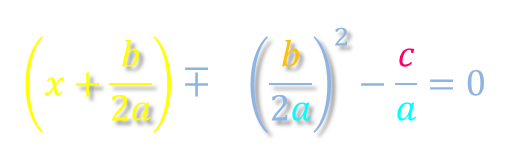 (x + b/2a) ∓ (b/2a)² − c/a = 0